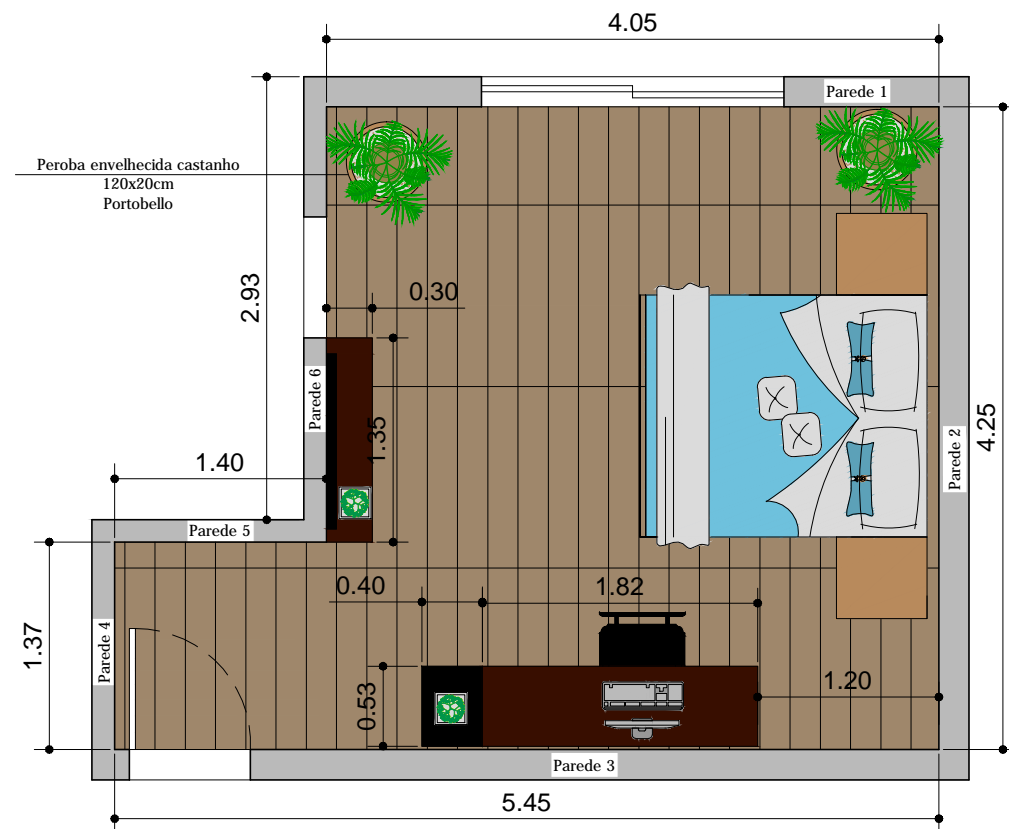 4.05
Parede 1
Peroba envelhecida castanho
120x20cm
Portobello
2.93
0.30
Parede 6
1.35
4.25
Parede 2
1.40
Parede 5
0.40
1.82
1.37
Parede 4
0.53
1.20
Parede 3
5.45